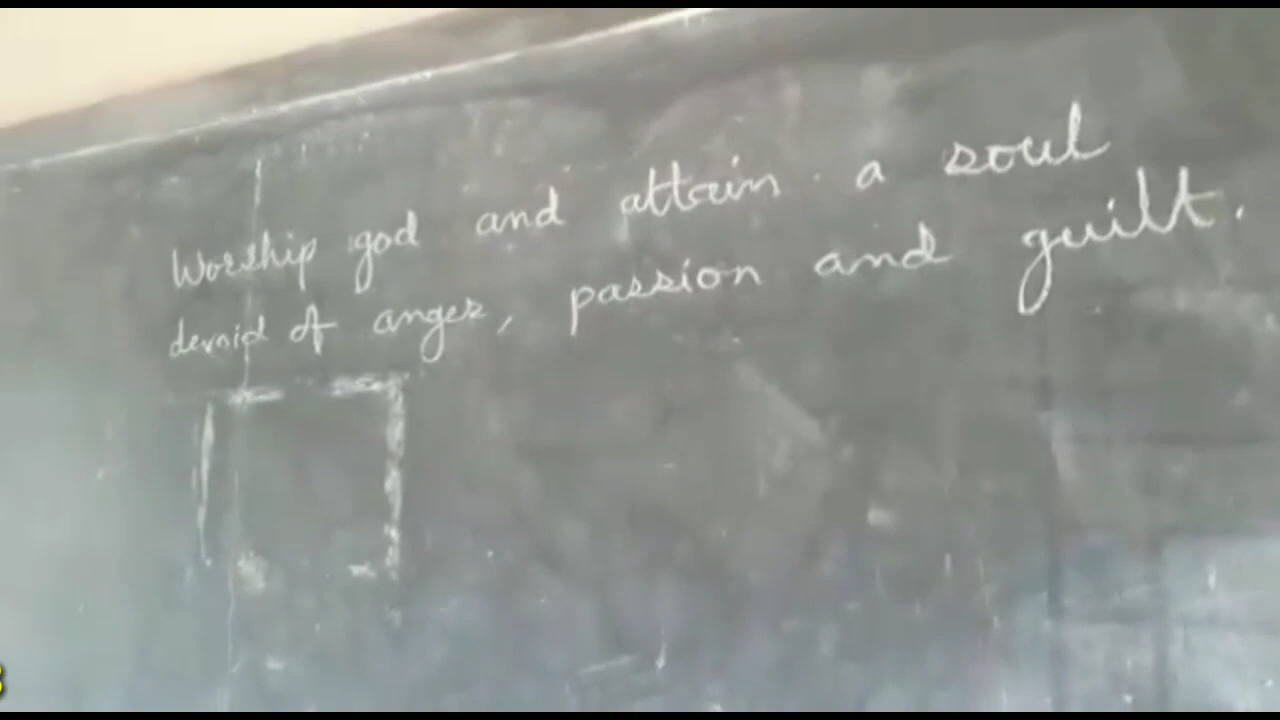 Worship god and attain a soul
devoid of anger, passion and guilt.